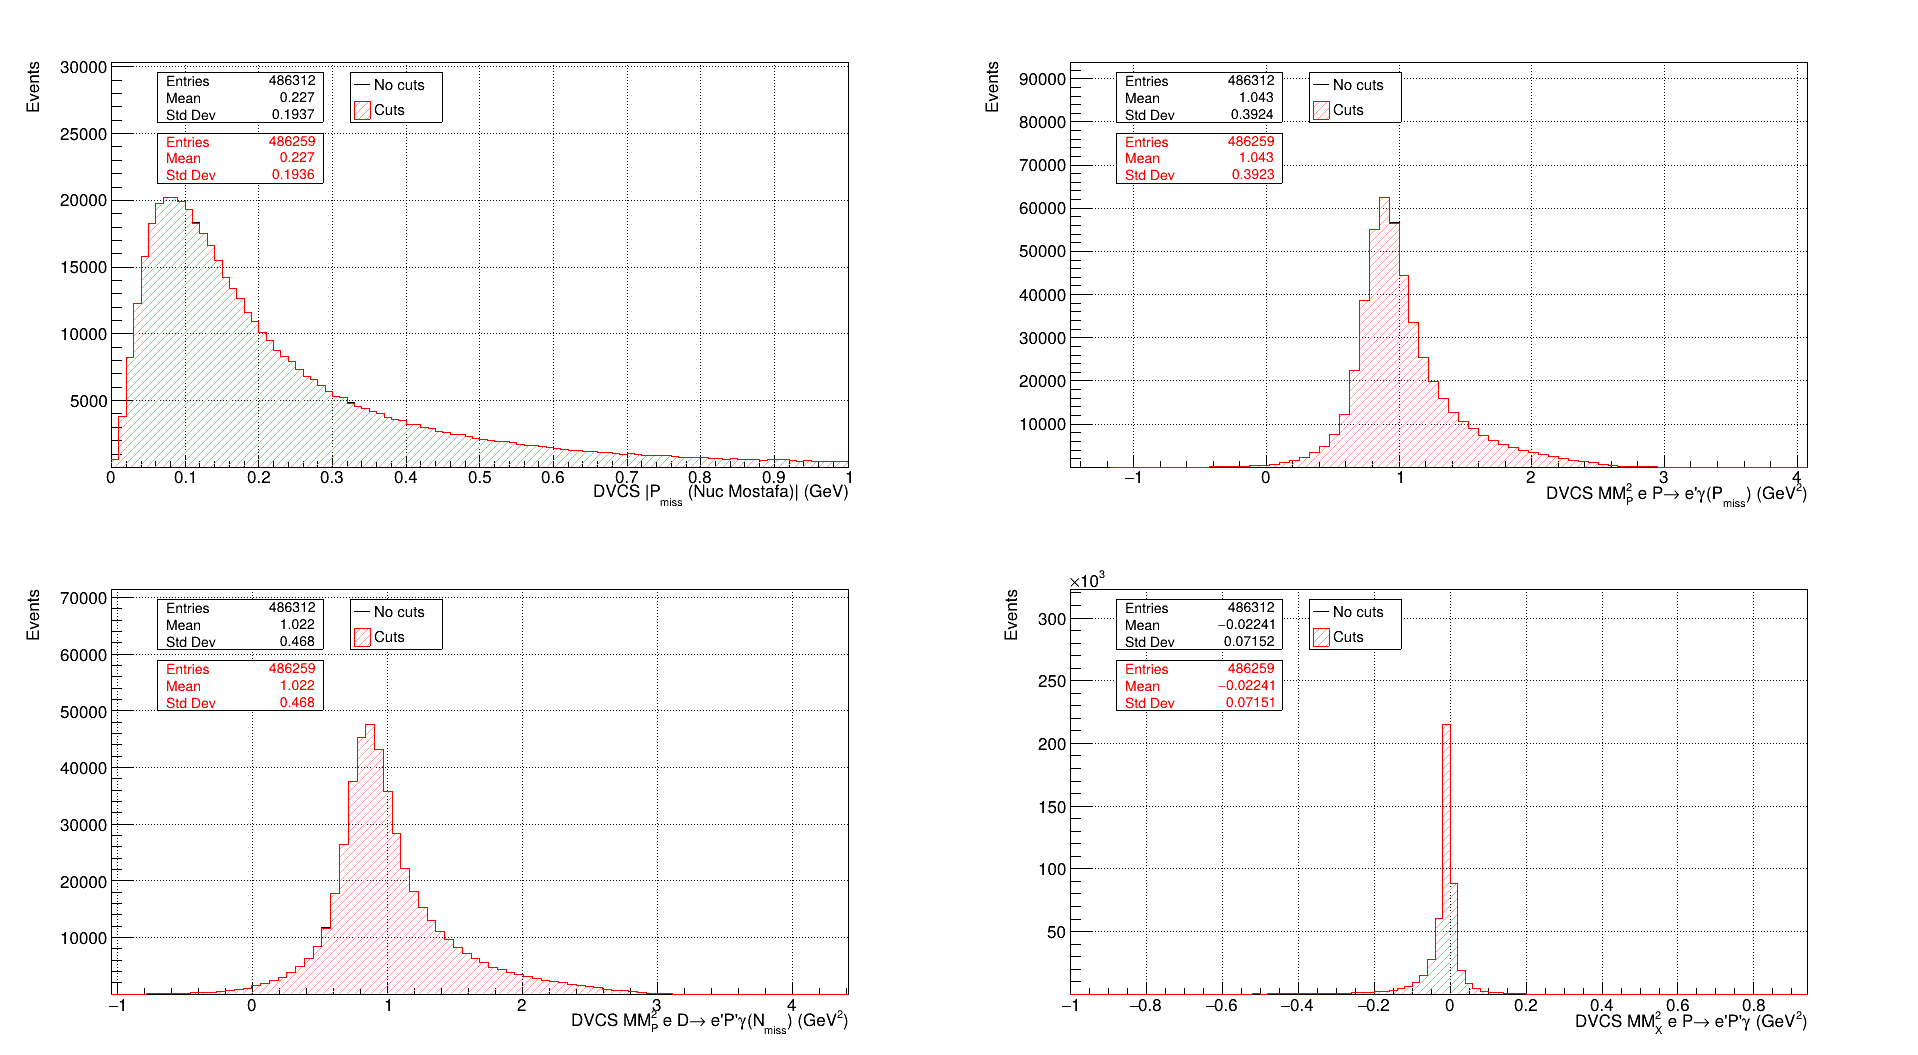 Events
30000
25000
20000
15000
10000
5000
Entries 486312
Mean 0.227
Std Dev 0.1937
Entries 486259
Mean 0.227
Std Dev 0.1936
No cuts
Cuts
0 0.1 0.2 0.3 0.4 0.5 0.6 0.7 0.8 0.9 1
DVCS |P_miss (Nuc Mostafa)| (GeV)
Events
90000
80000
70000
60000
50000
40000
30000
20000
10000
Entries 486312
Mean 1.043
Std Dev 0.3924
Entries 486259
Mean 1.043
Std Dev 0.3923
No cuts
Cuts
−1 0 1 2 3 4
DVCS MM²_P e P→ e'γ(P_miss) (GeV²)
Events
70000
60000
50000
40000
30000
20000
10000
Entries 486312
Mean 1.022
Std Dev 0.468
Entries 486259
Mean 1.022
Std Dev 0.468
No cuts
Cuts
−1 0 1 2 3 4
DVCS MM²_P e D→ e'P'γ(N_miss) (GeV²)
×10³
Events
300
250
200
150
100
50
Entries 486312
Mean −0.02241
Std Dev 0.07152
Entries 486259
Mean −0.02241
Std Dev 0.07151
No cuts
Cuts
−1 −0.8 −0.6 −0.4 −0.2 0 0.2 0.4 0.6 0.8
DVCS MM²_X e P→ e'P'γ (GeV²)